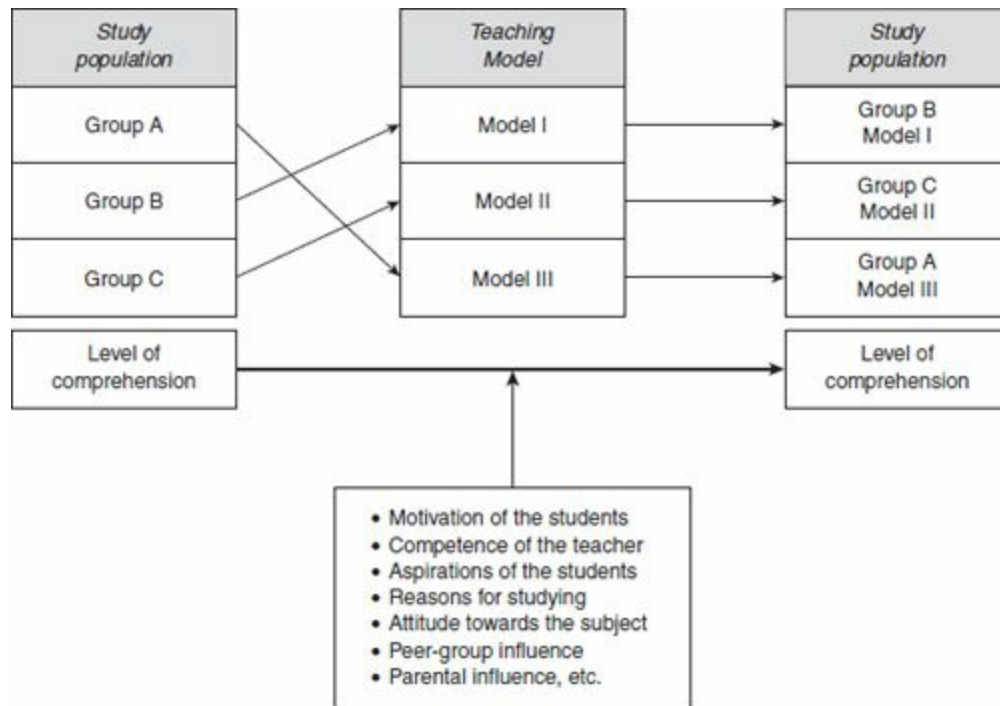 Study
population
Group A
Group B
Group C
Level of
comprehension
Teaching
Model
Model I
Model II
Model III
Study
population
Group B
Model I
Group C
Model II
Group A
Model III
Level of
comprehension
• Motivation of the students
• Competence of the teacher
• Aspirations of the students
• Reasons for studying
• Attitude towards the subject
• Peer-group influence
• Parental influence, etc.